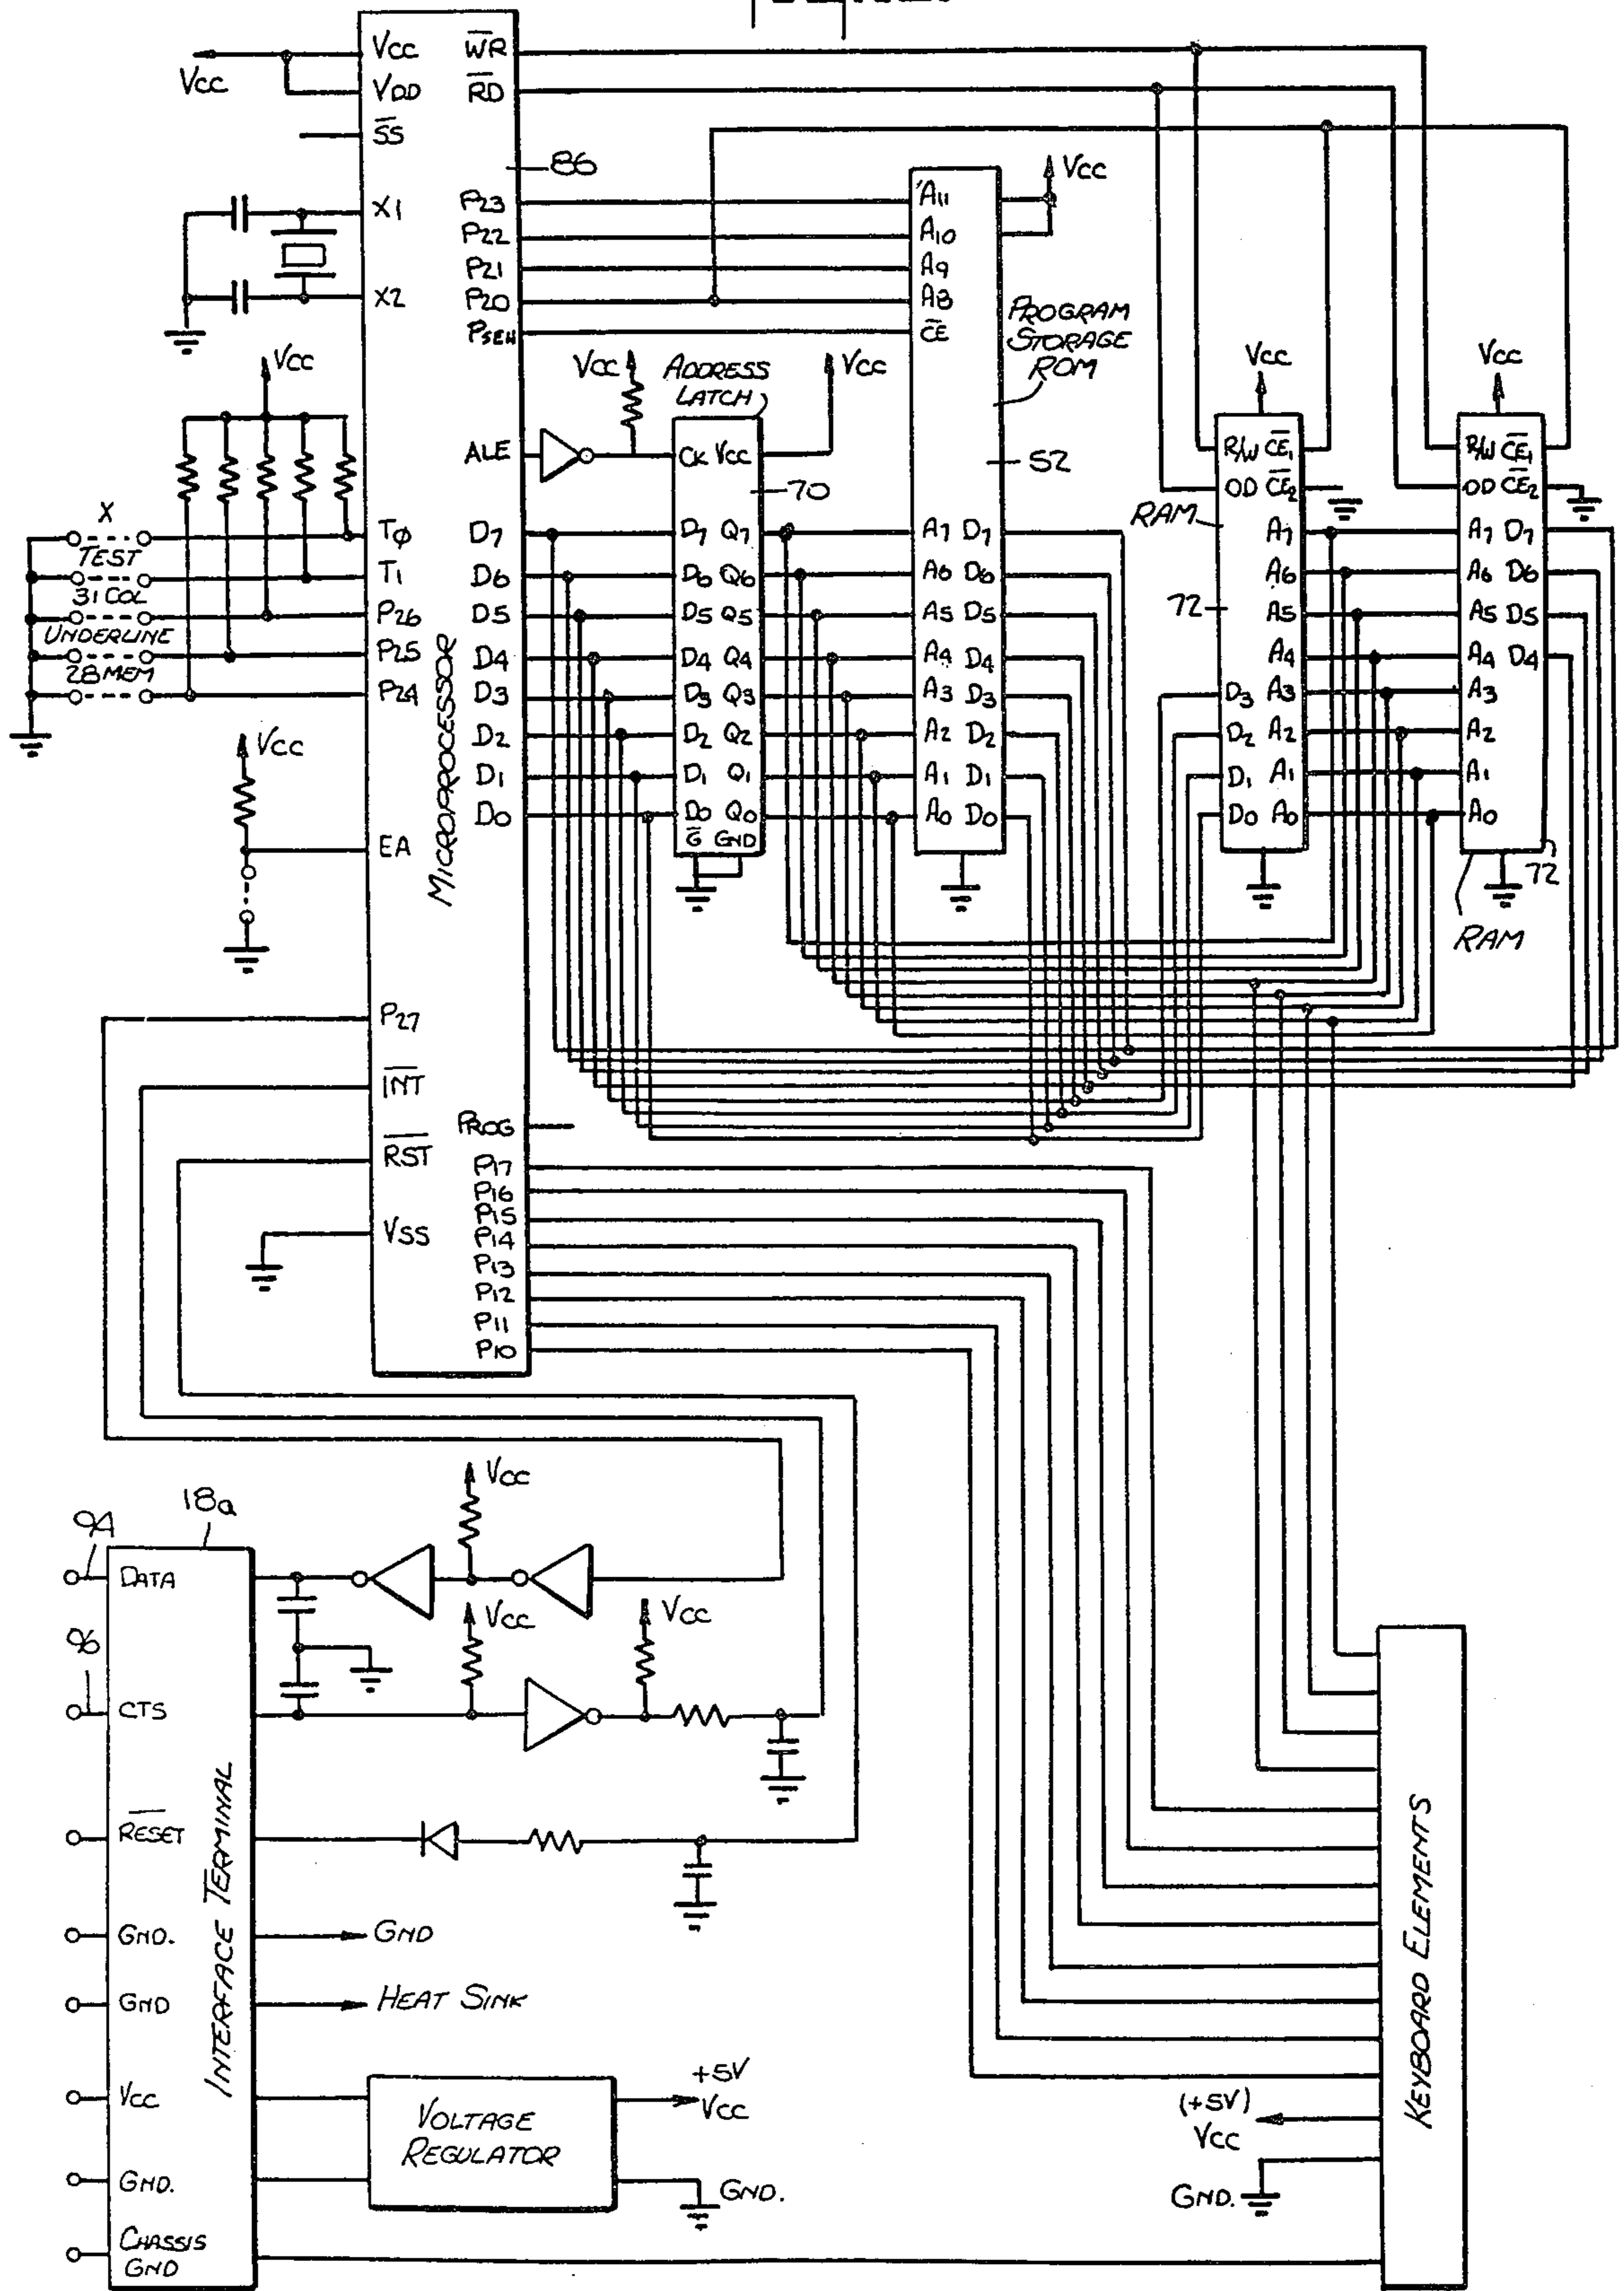 Vcc
VDD
SS
X1
X2
Tφ
T1
P26
P25
P24
EA
P27
INT
RST
VSS
WR
RD
P23
P22
P21
P20
PSEN
ALE
D7
D6
D5
D4
D3
D2
D1
D0
PROG
P17
P16
P15
P14
P13
P12
P11
P10
MICROPROCESSOR
86
Vcc
Vcc
X
TEST
31 COL
UNDERLINE
28 MEM
Vcc
Vcc
ADDRESS
LATCH
Vcc
CK Vcc
70
D7 Q7
D6 Q6
D5 Q5
D4 Q4
D3 Q3
D2 Q2
D1 Q1
D0 Q0
G GND
A11
A10
A9
A8
CE
Vcc
PROGRAM
STORAGE
ROM
52
A7 D7
A6 D6
A5 D5
A4 D4
A3 D3
A2 D2
A1 D1
A0 D0
Vcc
R/W CE1
OD CE2
RAM
72
A7
A6
A5
A4
D3 A3
D2 A2
D1 A1
D0 A0
Vcc
R/W CE1
OD CE2
A7 D7
A6 D6
A5 D5
A4 D4
A3
A2
A1
A0
72
RAM
18a
94
DATA
96
CTS
RESET
GND.
GND
Vcc
GND.
CHASSIS
GND
INTERFACE TERMINAL
Vcc
Vcc
Vcc
GND
HEAT SINK
VOLTAGE
REGULATOR
+5V
Vcc
GND.
(+5V)
Vcc
GND.
KEYBOARD ELEMENTS